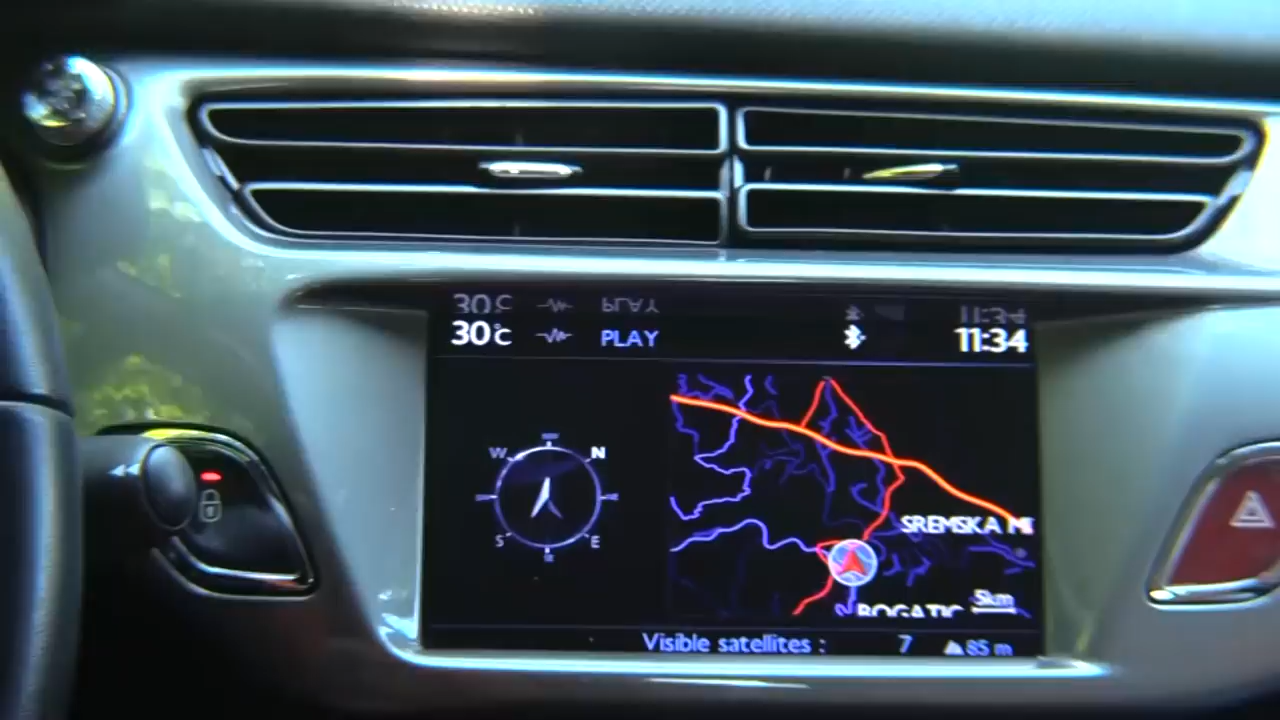 30°C PLAY 11:34
W N
S E
SREMSKA MI
BOGATIC
5km
Visible satellites : 7 85 m